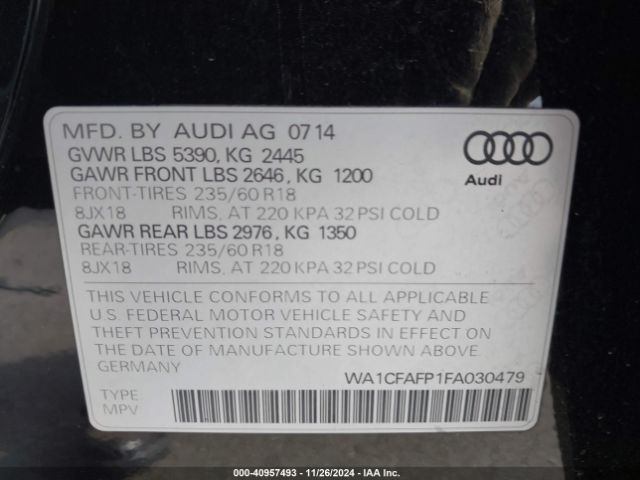 MFD. BY AUDI AG 0714
GVWR LBS 5390, KG 2445
GAWR FRONT LBS 2646, KG 1200
FRONT-TIRES 235/60 R18
8JX18 RIMS, AT 220 KPA 32 PSI COLD
GAWR REAR LBS 2976, KG 1350
REAR-TIRES 235/60 R18
8JX18 RIMS, AT 220 KPA 32 PSI COLD
Audi
THIS VEHICLE CONFORMS TO ALL APPLICABLE
U.S. FEDERAL MOTOR VEHICLE SAFETY AND
THEFT PREVENTION STANDARDS IN EFFECT ON
THE DATE OF MANUFACTURE SHOWN ABOVE.
GERMANY
WA1CFAFP1FA030479
TYPE:
MPV
000-40957493 - 11/26/2024 - IAA Inc.